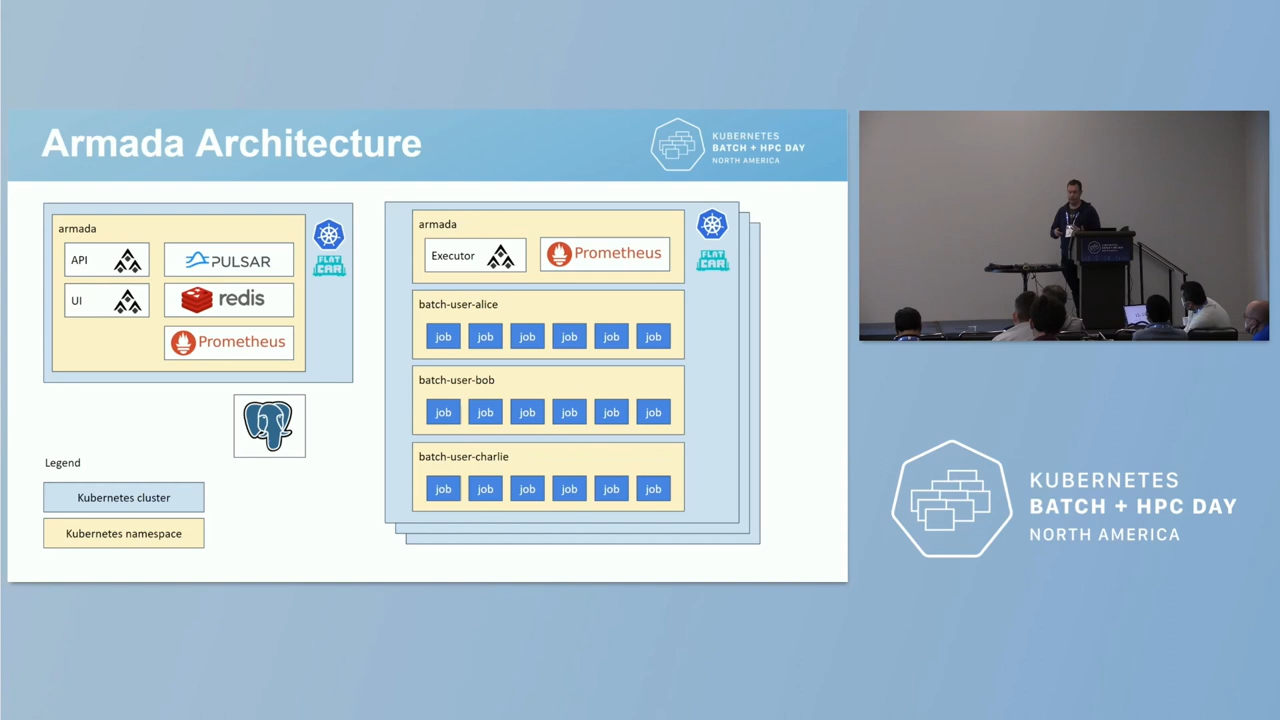 Armada Architecture
KUBERNETES
BATCH + HPC DAY
NORTH AMERICA
armada
API
PULSAR
UI
redis
Prometheus
FLAT
CAR
armada
Executor
Prometheus
FLAT
CAR
batch-user-alice
job job job job job job
batch-user-bob
job job job job job job
batch-user-charlie
job job job job job job
Legend
Kubernetes cluster
Kubernetes namespace
KUBERNETES
BATCH + HPC DAY
NORTH AMERICA